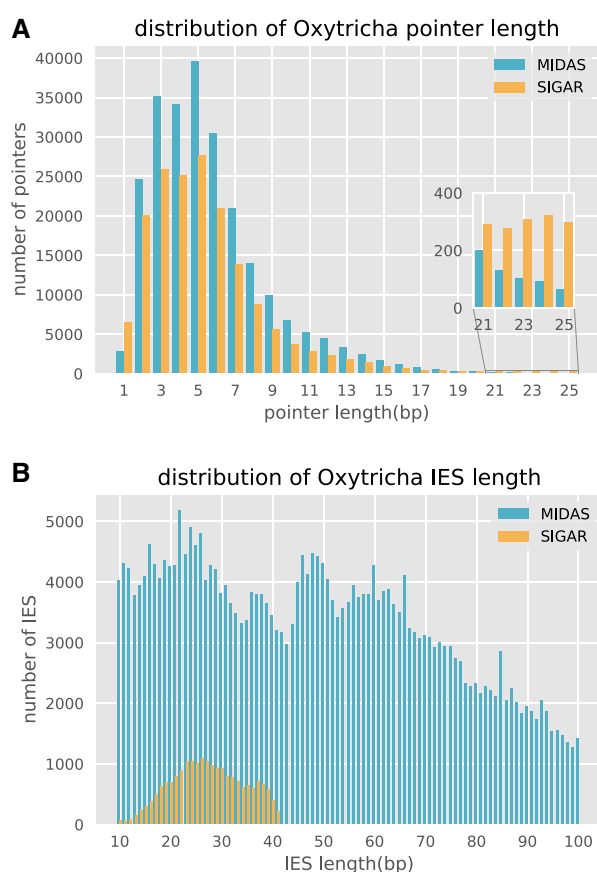 A
distribution of Oxytricha pointer length
40000
35000
30000
25000
20000
15000
10000
5000
0
number of pointers
MIDAS
SIGAR
400
200
0
21 23 25
1 3 5 7 9 11 13 15 17 19 21 23 25
pointer length(bp)
B
distribution of Oxytricha IES length
5000
4000
3000
2000
1000
0
number of IES
MIDAS
SIGAR
10 20 30 40 50 60 70 80 90 100
IES length(bp)